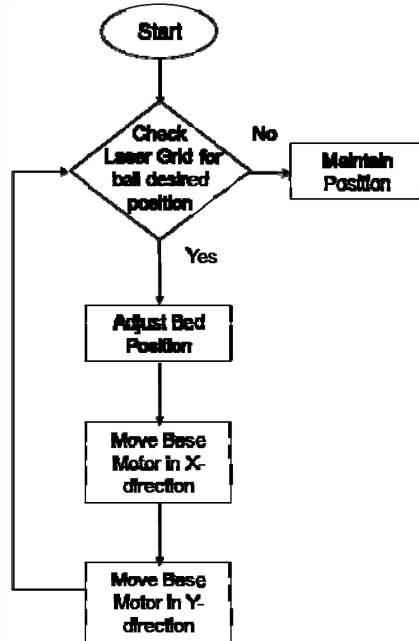 Start
Check
Laser Grid for
ball desired
position
No
Maintain
Position
Yes
Adjust Bed
Position
Move Base
Motor in X-
direction
Move Base
Motor in Y-
direction